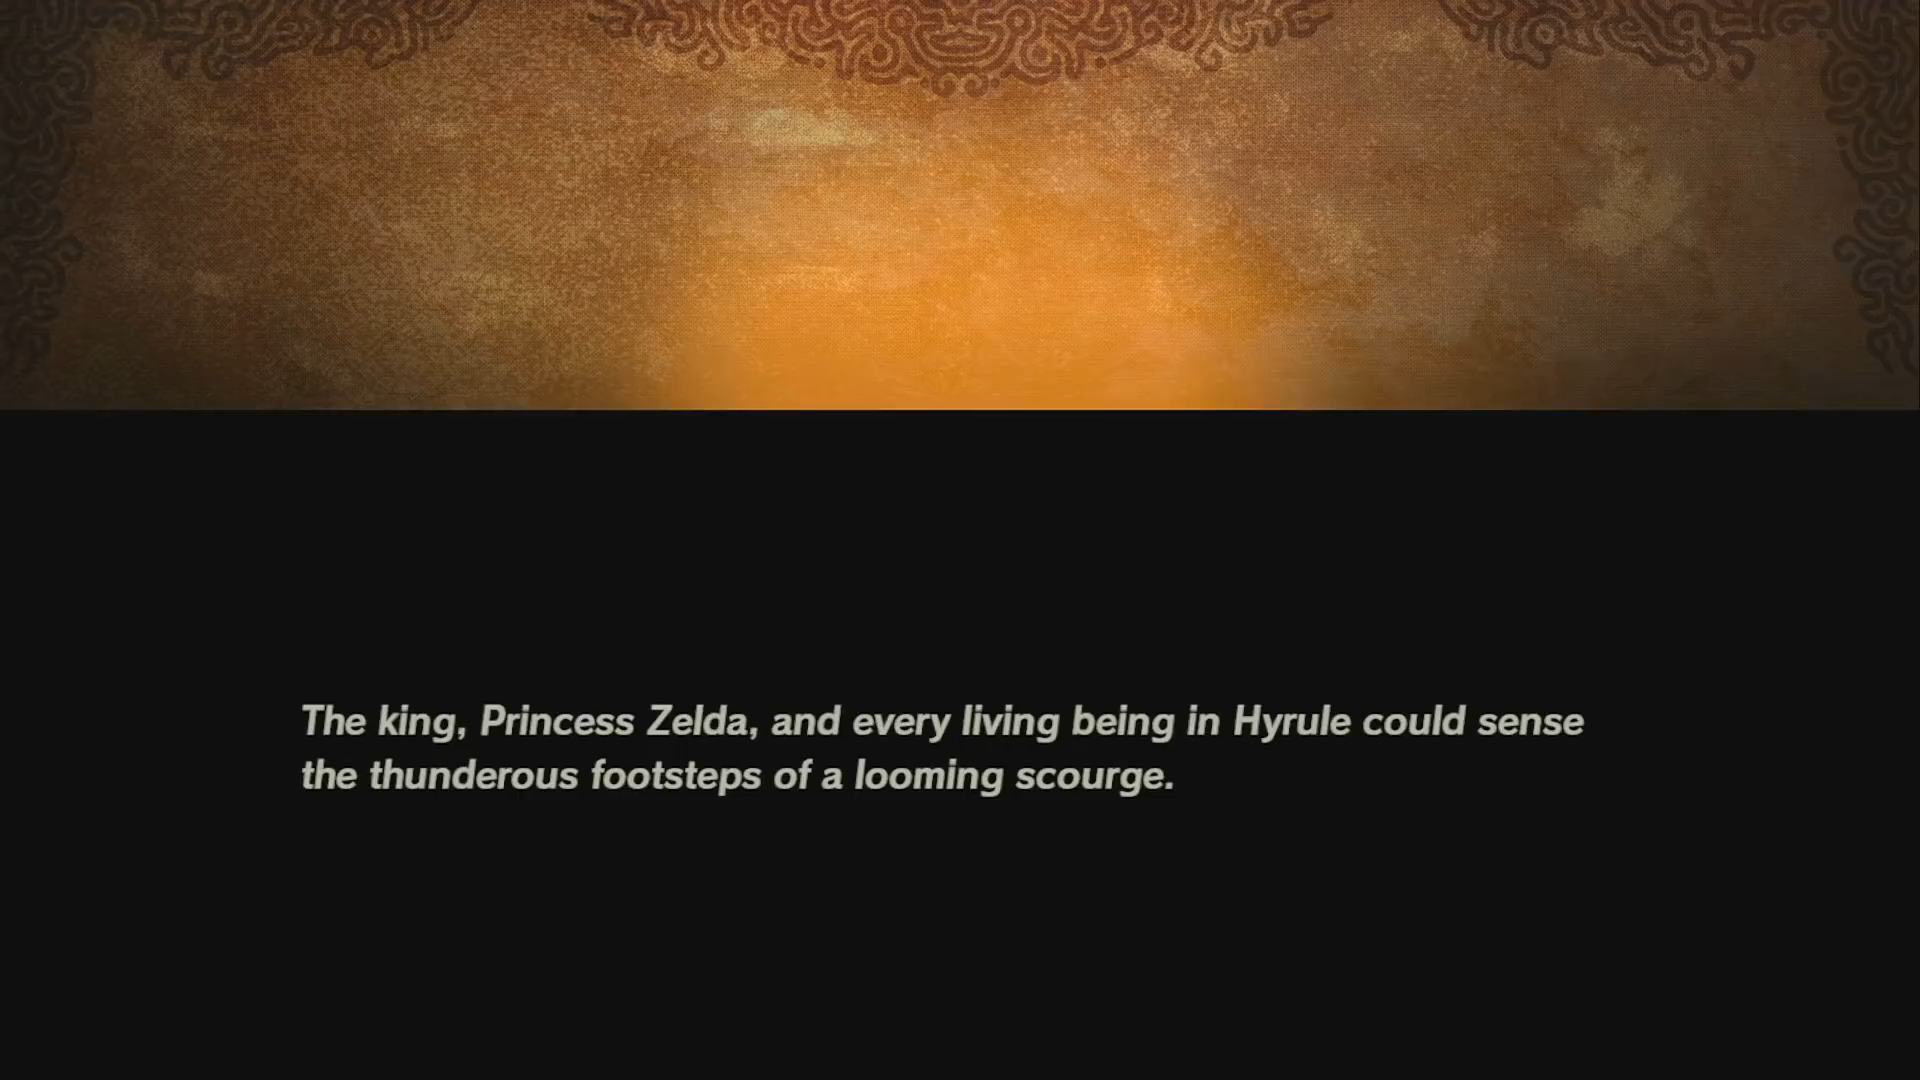 The king, Princess Zelda, and every living being in Hyrule could sense
the thunderous footsteps of a looming scourge.